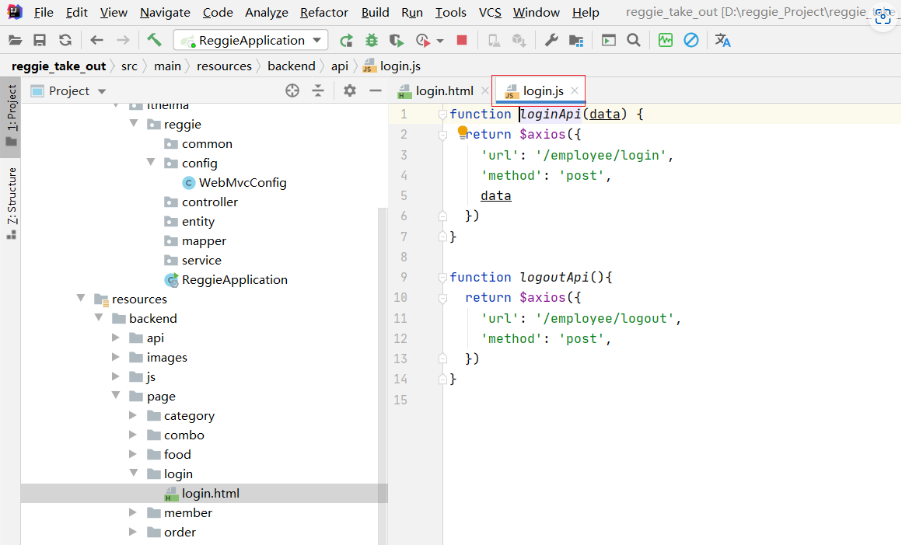 File Edit View Navigate Code Analyze Refactor Build Run Tools VCS Window Help reggie_take_out [D:\reggie_Project\reggie_take_
ReggieApplication
reggie_take_out src main resources backend api login.js
1: Project
Z: Structure
Project
reggie
common
config
WebMvcConfig
controller
entity
mapper
service
ReggieApplication
resources
backend
api
images
js
page
category
combo
food
login
login.html
member
order
login.html login.js
1 function loginApi(data) {
2 return $axios({
3 'url': '/employee/login',
4 'method': 'post',
5 data
6 })
7 }
8
9 function logoutApi(){
10 return $axios({
11 'url': '/employee/logout',
12 'method': 'post',
13 })
14 }
15